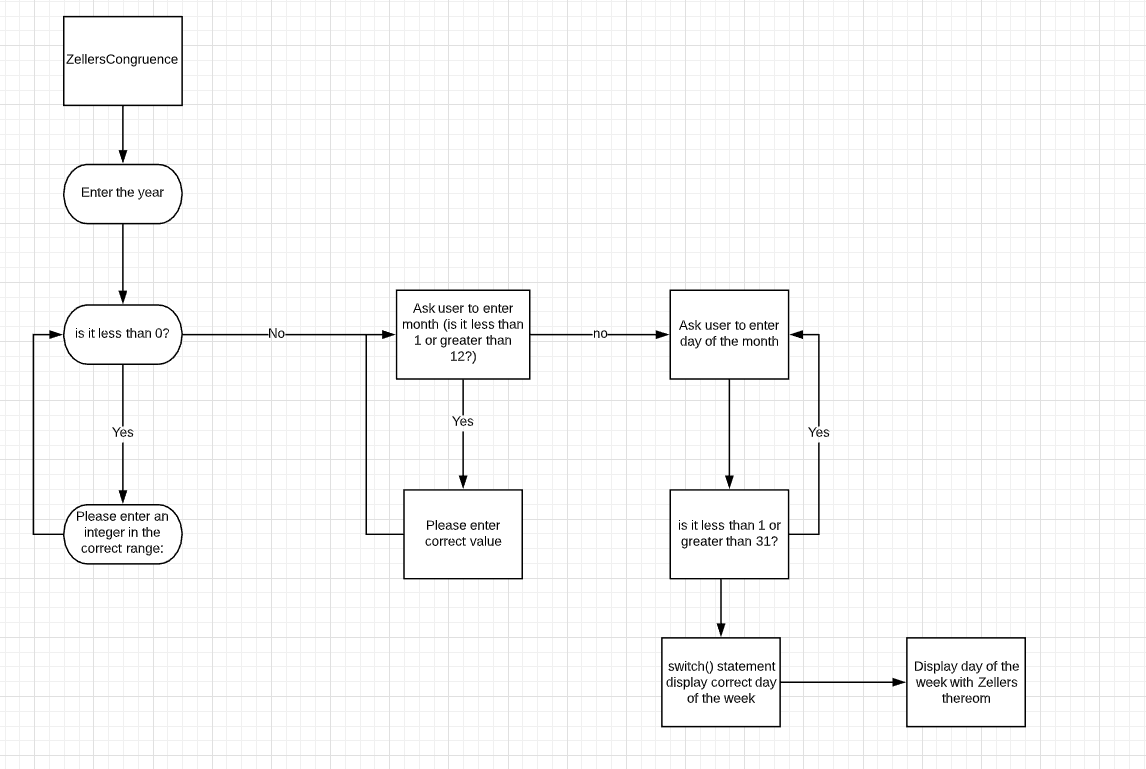 ZellersCongruence
Enter the year
is it less than 0?
No
Yes
Please enter an
integer in the
correct range:
Ask user to enter
month (is it less than
1 or greater than
12?)
no
Yes
Please enter
correct value
Ask user to enter
day of the month
Yes
is it less than 1 or
greater than 31?
switch() statement
display correct day
of the week
Display day of the
week with Zellers
thereom